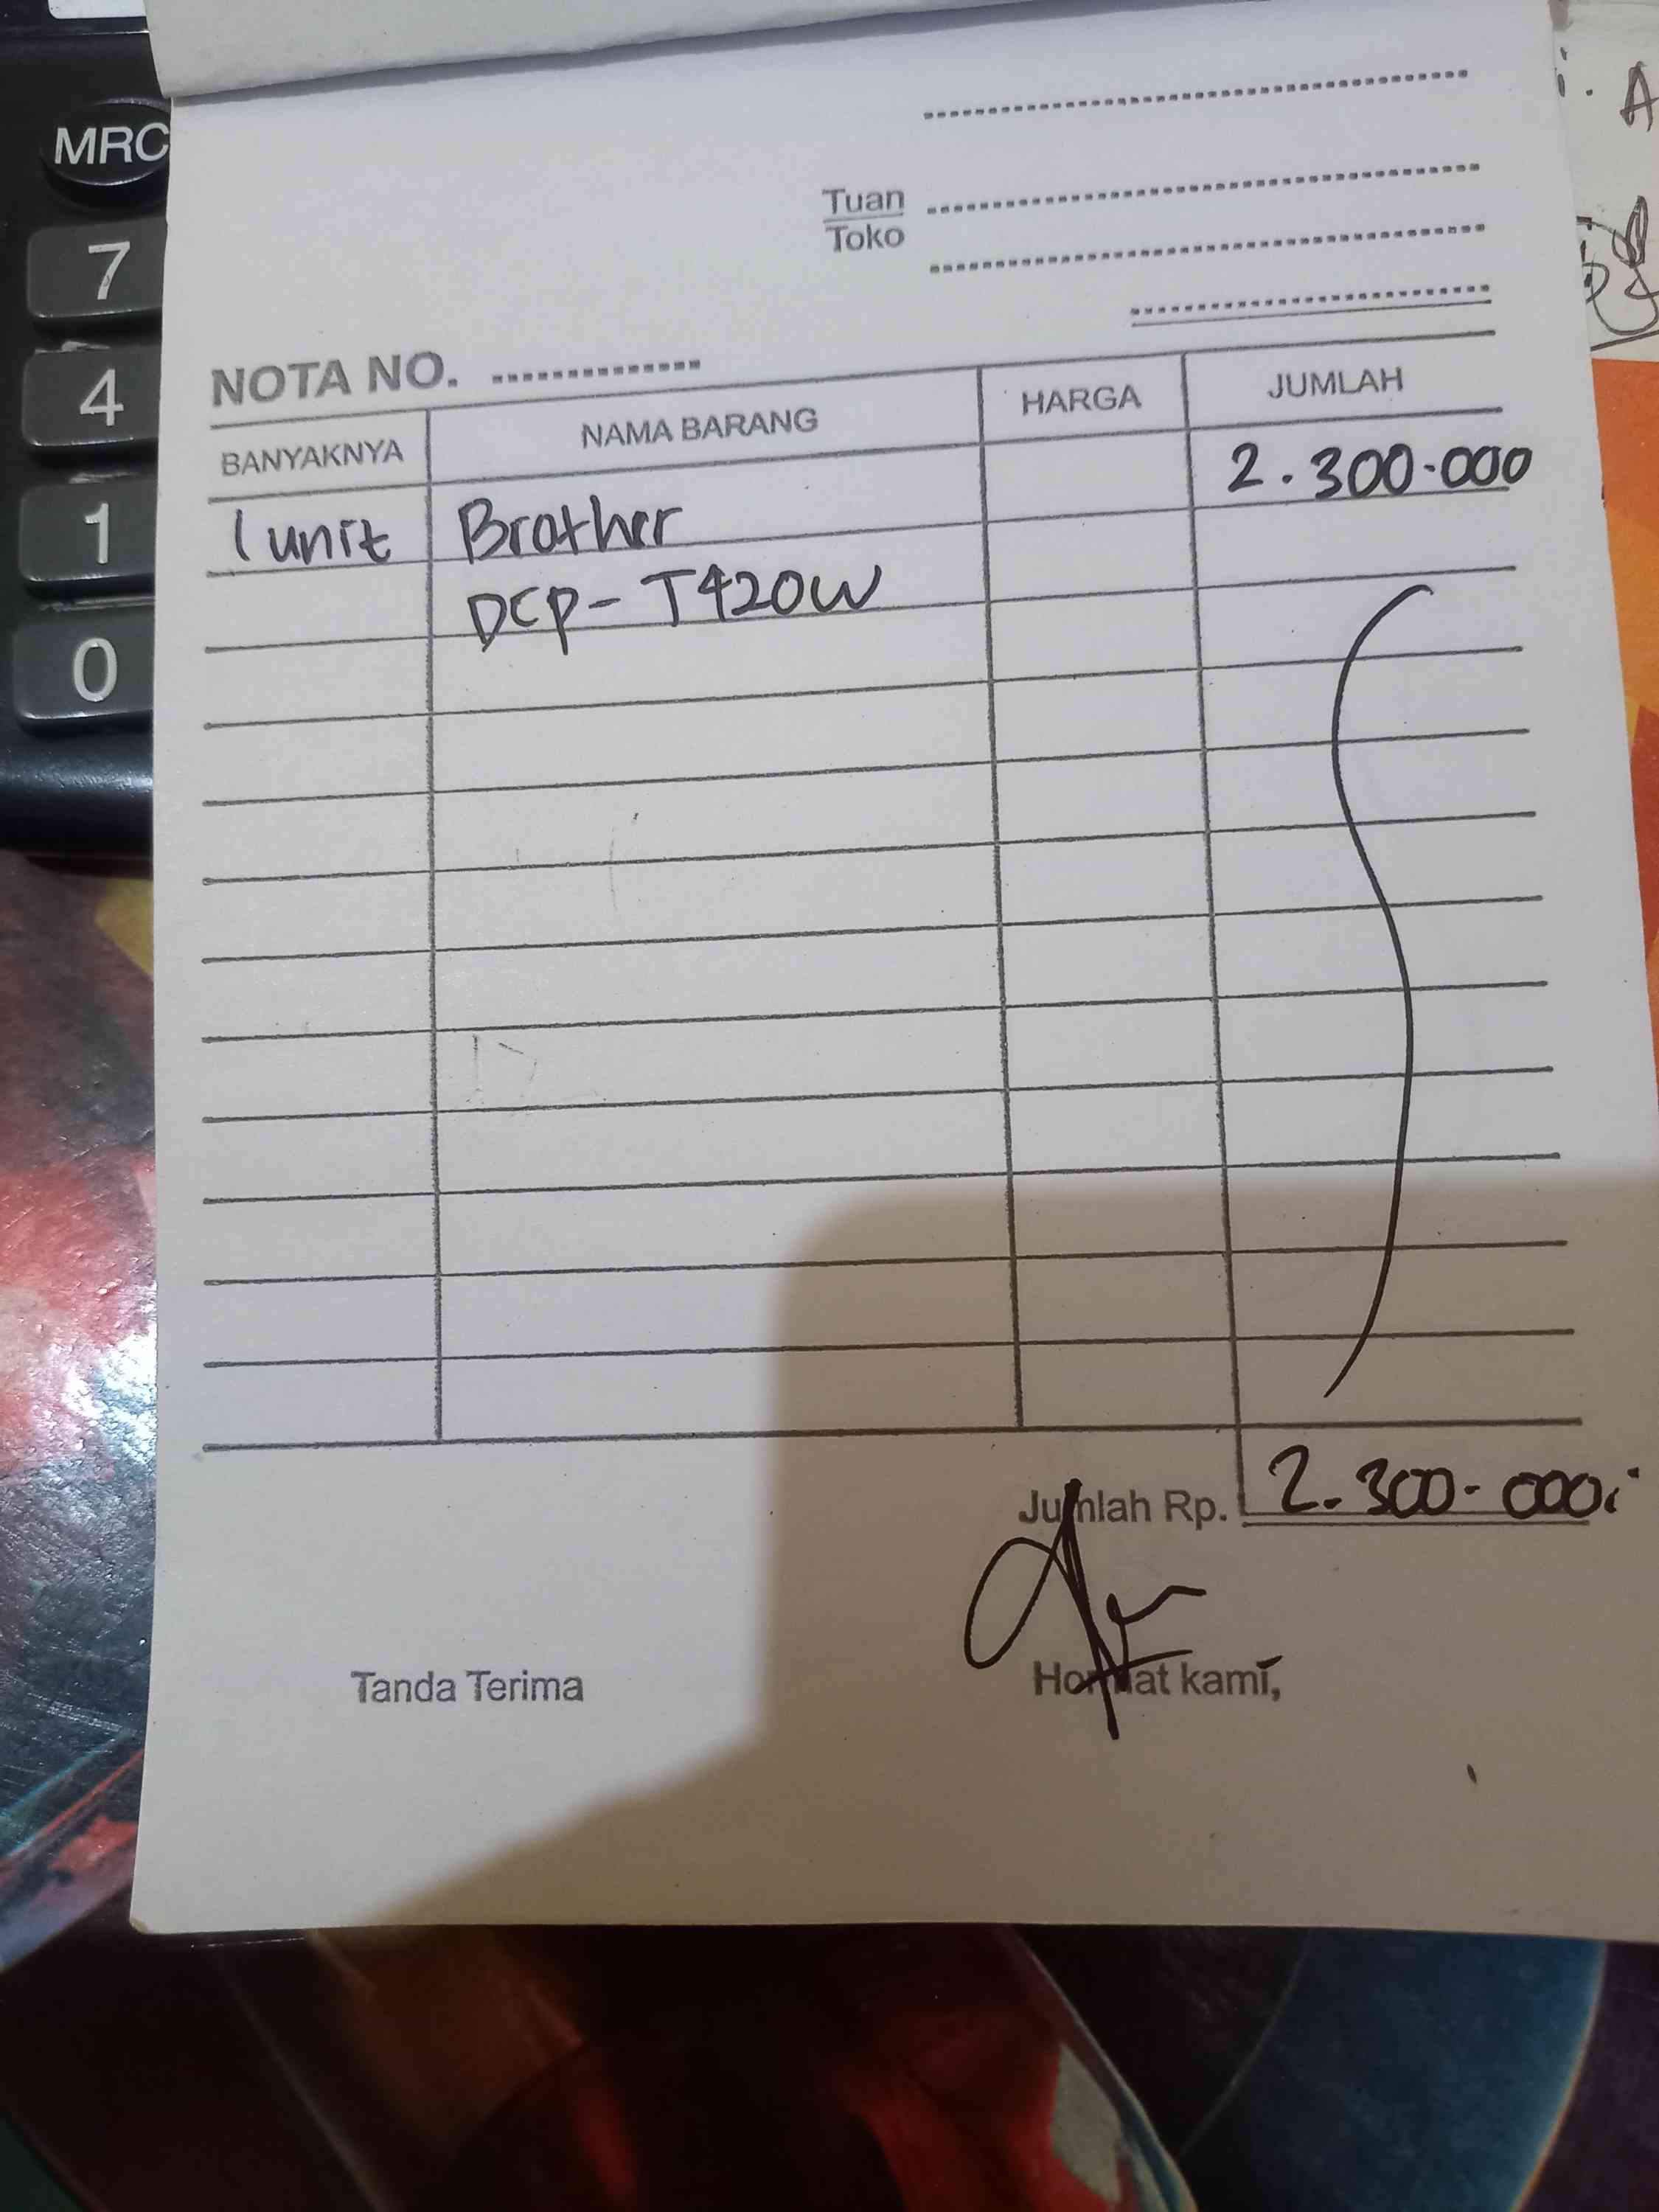 MRC
7
4
1
0
Tuan
Toko
NOTA NO.
BANYAKNYA NAMA BARANG HARGA JUMLAH
1 unit Brother 2.300.000
DCP-T420W
Jumlah Rp. 2.300.000
Tanda Terima Hormat kami,